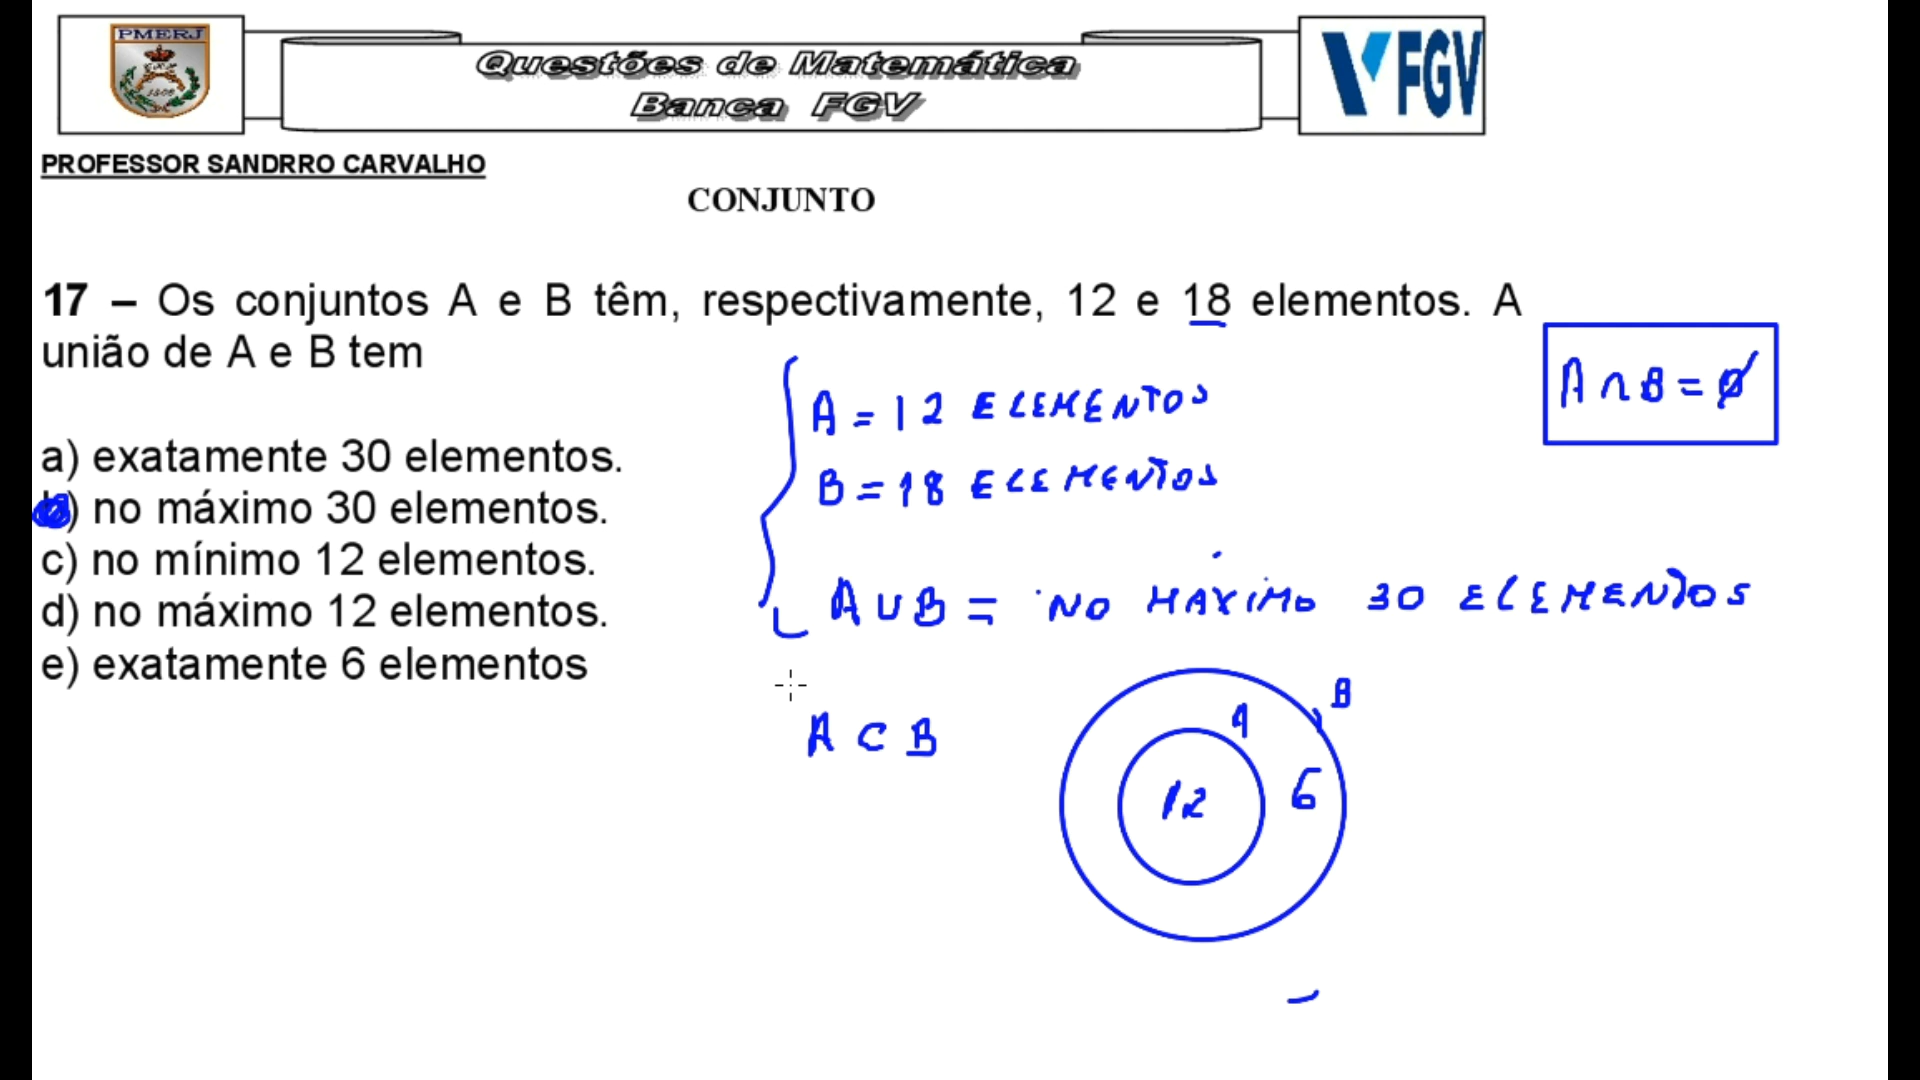 PMERJ
1809
Questões de Matemática
Banca FGV
FGV
PROFESSOR SANDRRO CARVALHO
CONJUNTO
17 – Os conjuntos A e B têm, respectivamente, 12 e 18 elementos. A
união de A e B tem
a) exatamente 30 elementos.
b) no máximo 30 elementos.
c) no mínimo 12 elementos.
d) no máximo 12 elementos.
e) exatamente 6 elementos
A ∩ B = ∅
A = 12 ELEMENTOS
B = 18 ELEMENTOS
A ∪ B = NO MÁXIMO 30 ELEMENTOS
A ⊂ B
B
A
12
6